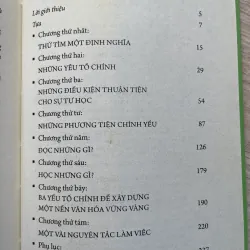 Lời giới thiệu 5
Tựa 7
• Chương thứ nhất:
THỬ TÌM MỘT ĐỊNH NGHĨA 15
• Chương thứ hai:
NHỮNG YẾU TỐ CHÍNH 29
• Chương thứ ba:
NHỮNG ĐIỀU KIỆN THUẬN TIỆN
CHO SỰ TỰ HỌC 54
• Chương thứ tư:
NHỮNG PHƯƠNG TIỆN CHÍNH YẾU 87
• Chương thứ năm:
ĐỌC NHỮNG GÌ? 126
• Chương thứ sáu:
HỌC NHỮNG GÌ? 179
• Chương thứ bảy:
BA YẾU TỐ CHÍNH ĐỂ XÂY DỰNG
MỘT NỀN VĂN HÓA VỮNG VÀNG 190
• Chương thứ tám:
MỘT VÀI NGUYÊN TẮC LÀM VIỆC 220
• Phụ lục: